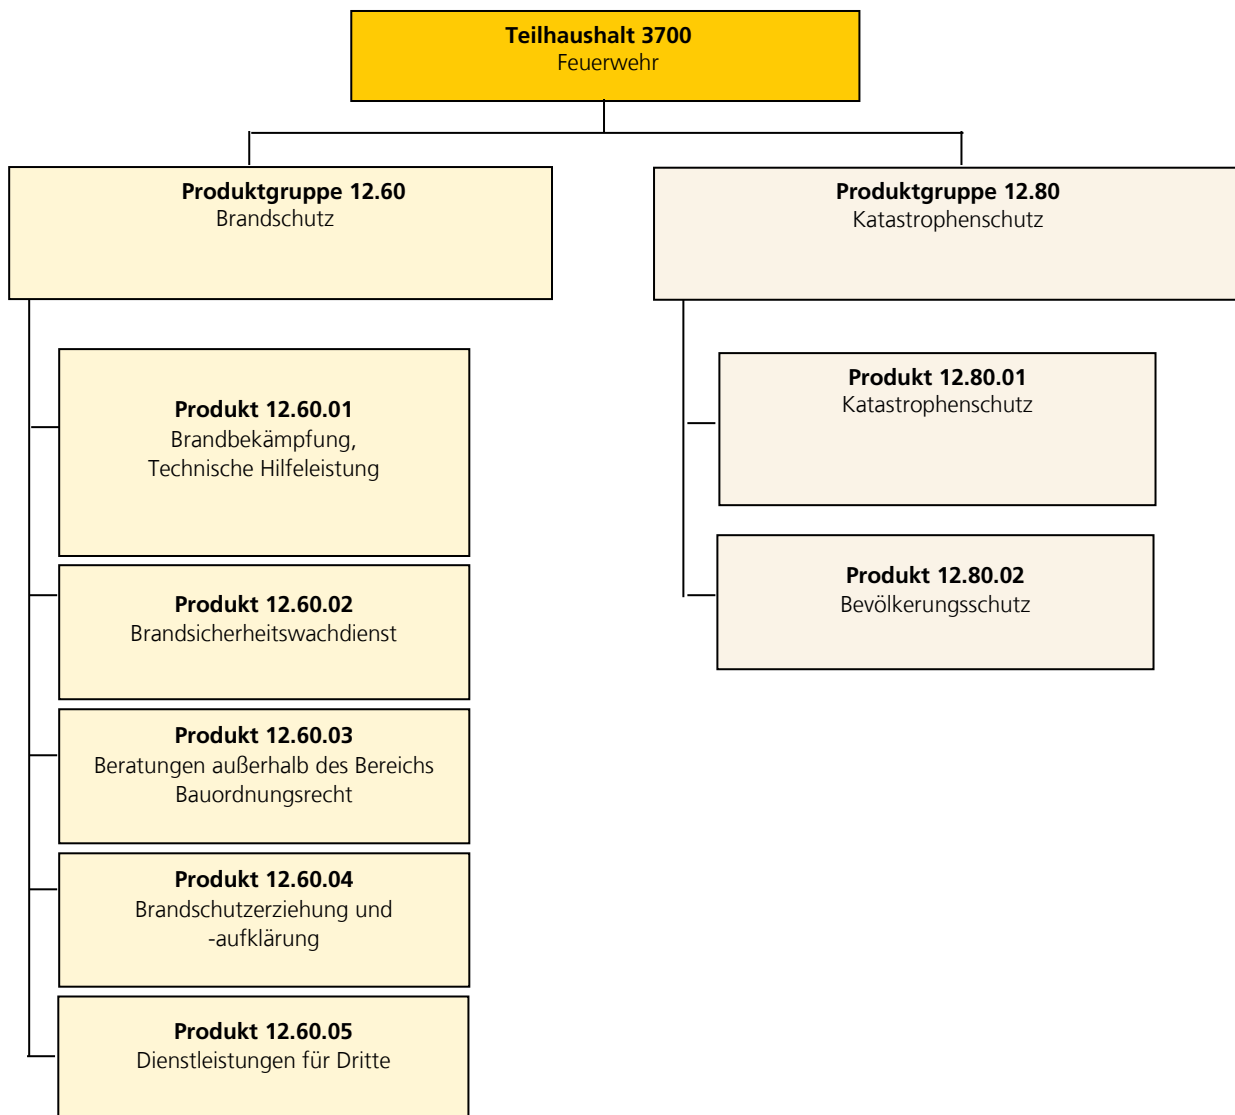 Teilhaushalt 3700
Feuerwehr
Produktgruppe 12.60
Brandschutz
Produkt 12.60.01
Brandbekämpfung,
Technische Hilfeleistung
Produkt 12.60.02
Brandsicherheitswachdienst
Produkt 12.60.03
Beratungen außerhalb des Bereichs
Bauordnungsrecht
Produkt 12.60.04
Brandschutzerziehung und
-aufklärung
Produkt 12.60.05
Dienstleistungen für Dritte
Produktgruppe 12.80
Katastrophenschutz
Produkt 12.80.01
Katastrophenschutz
Produkt 12.80.02
Bevölkerungsschutz